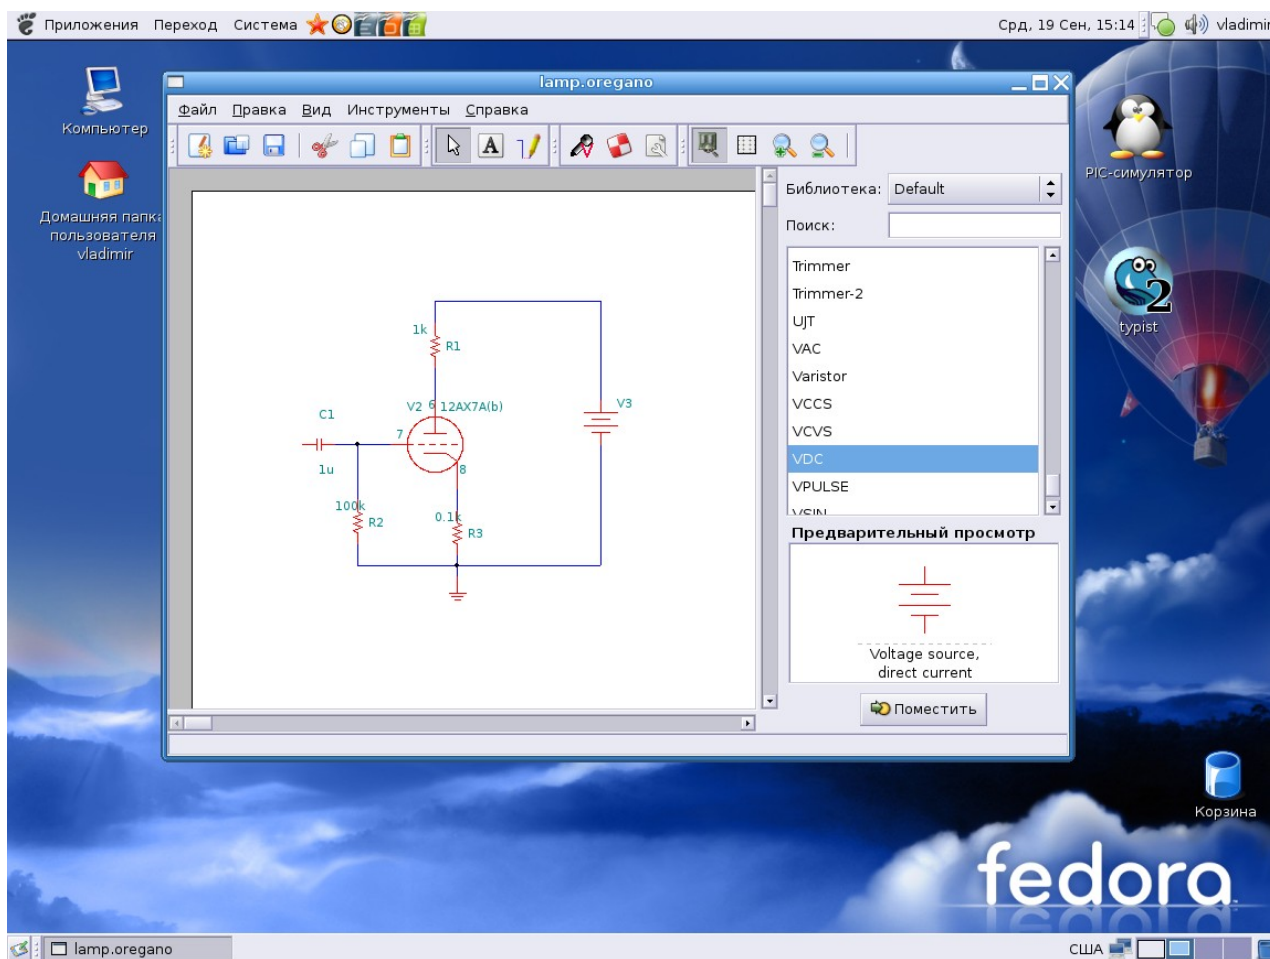 Приложения Переход Система
Срд, 19 Сен, 15:14
vladimir
lamp.oregano
Файл Правка Вид Инструменты Справка
A
Компьютер
Домашняя папка
пользователя
vladimir
PIC-симулятор
2
typist
Библиотека: Default
Поиск:
Trimmer
Trimmer-2
UJT
VAC
Varistor
VCCS
VCVS
VDC
VPULSE
VSIN
1k
R1
V2 6 12AX7A(b)
V3
C1
7
1u
8
100k
R2
0.1k
R3
Предварительный просмотр
Voltage source,
direct current
Поместить
Корзина
fedora
lamp.oregano
США